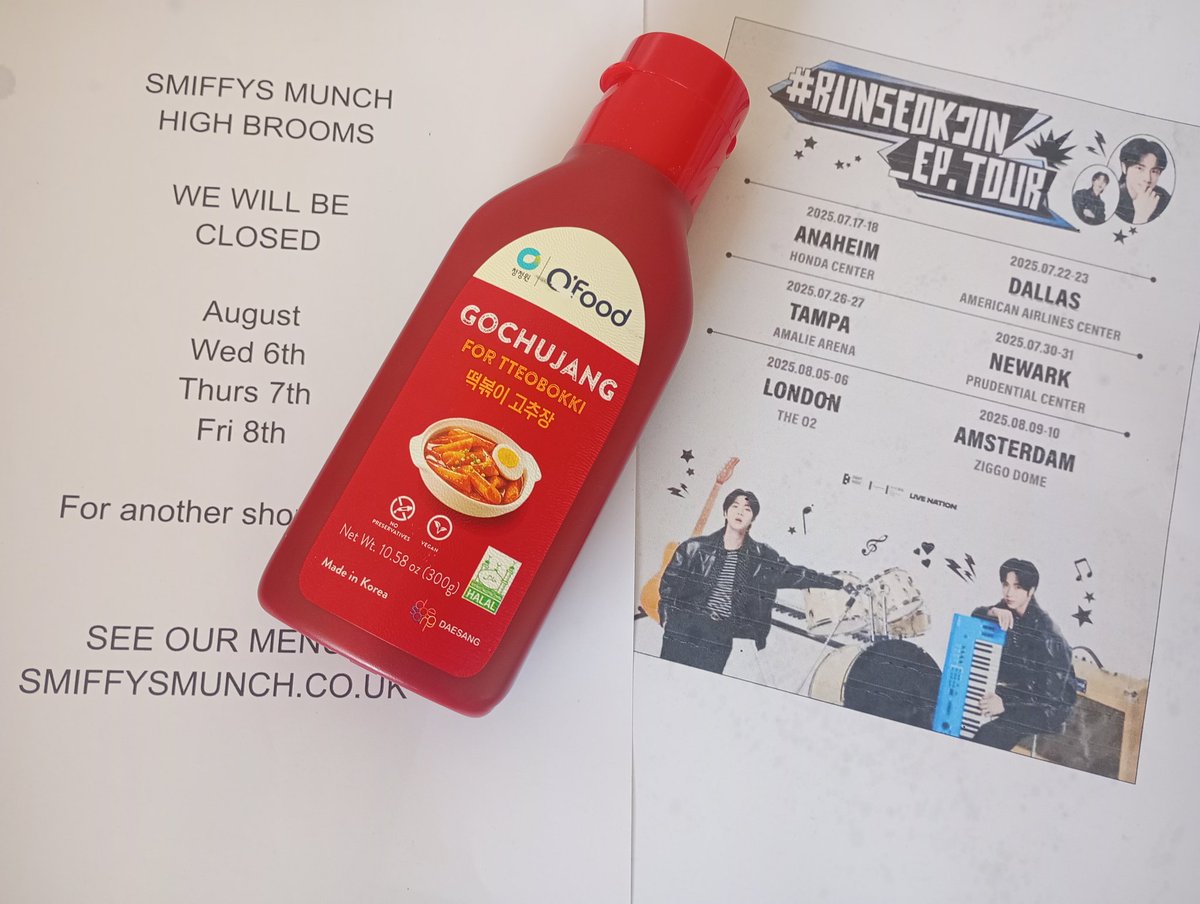 SMIFFYS MUNCH
HIGH BROOMS
WE WILL BE
CLOSED
August
Wed 6th
Thurs 7th
Fri 8th
For another
SEE OUR
SMIFFYSMUNCH.CO.UK
청정원
O'Food
GOCHUJANG
FOR TTEOBOKKI
떡볶이 고추장
NO
PRESERVATIVES
VEGAN
Net Wt. 10.58 oz (300g)
Made in Korea
HALAL
DAESANG
#RUNSEOKJIN
_EP.TOUR
2025.07.17-18
ANAHEIM
HONDA CENTER
2025.07.22-23
DALLAS
AMERICAN AIRLINES CENTER
2025.07.26-27
TAMPA
AMALIE ARENA
2025.07.30-31
NEWARK
PRUDENTIAL CENTER
2025.08.05-06
LONDON
THE O2
2025.08.09-10
AMSTERDAM
ZIGGO DOME
LIVE NATION